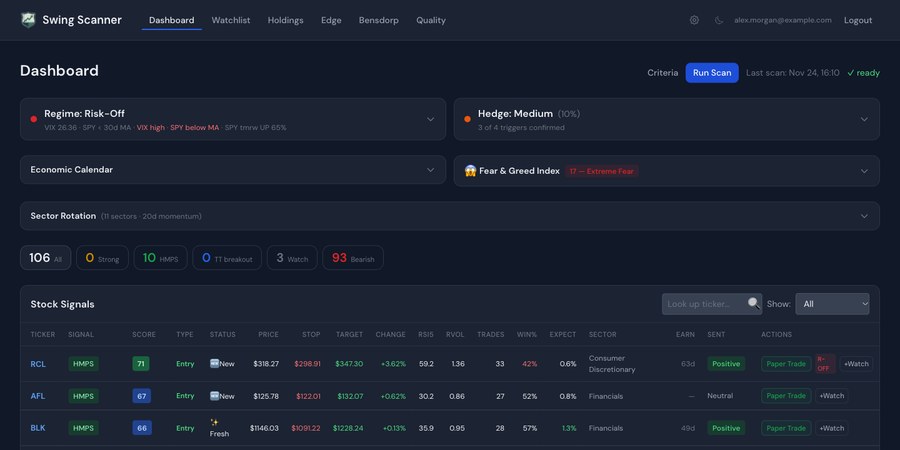 Swing Scanner Dashboard Watchlist Holdings Edge Bensdorp Quality alex.morgan@example.com Logout
Dashboard
Criteria Run Scan Last scan: Nov 24, 16:10 ✓ ready
Regime: Risk-Off
VIX 26.36 · SPY › 30d MA · VIX high · SPY below MA · SPY tmrw UP 65%
Hedge: Medium (10%)
3 of 4 triggers confirmed
Economic Calendar
Fear & Greed Index 17 — Extreme Fear
Sector Rotation (11 sectors · 20d momentum)
106 All 0 Strong 10 HMPS 0 TT breakout 3 Watch 93 Bearish
Stock Signals
Look up ticker... Show: All
TICKER SIGNAL SCORE TYPE STATUS PRICE STOP TARGET CHANGE RSI5 RVOL TRADES WIN% EXPECT SECTOR EARN SENT ACTIONS
RCL HMPS 71 Entry 🆕New $318.27 $298.91 $347.30 +3.62% 59.2 1.36 33 42% 0.6% Consumer Discretionary 63d Positive Paper Trade R-OFF +Watch
AFL HMPS 67 Entry 🆕New $125.78 $122.01 $132.07 +0.62% 30.2 0.86 27 52% 0.8% Financials — Neutral Paper Trade +Watch
BLK HMPS 66 Entry ✨ Fresh $1146.03 $1091.22 $1228.24 +0.13% 35.9 0.95 28 57% 1.3% Financials 49d Positive Paper Trade +Watch